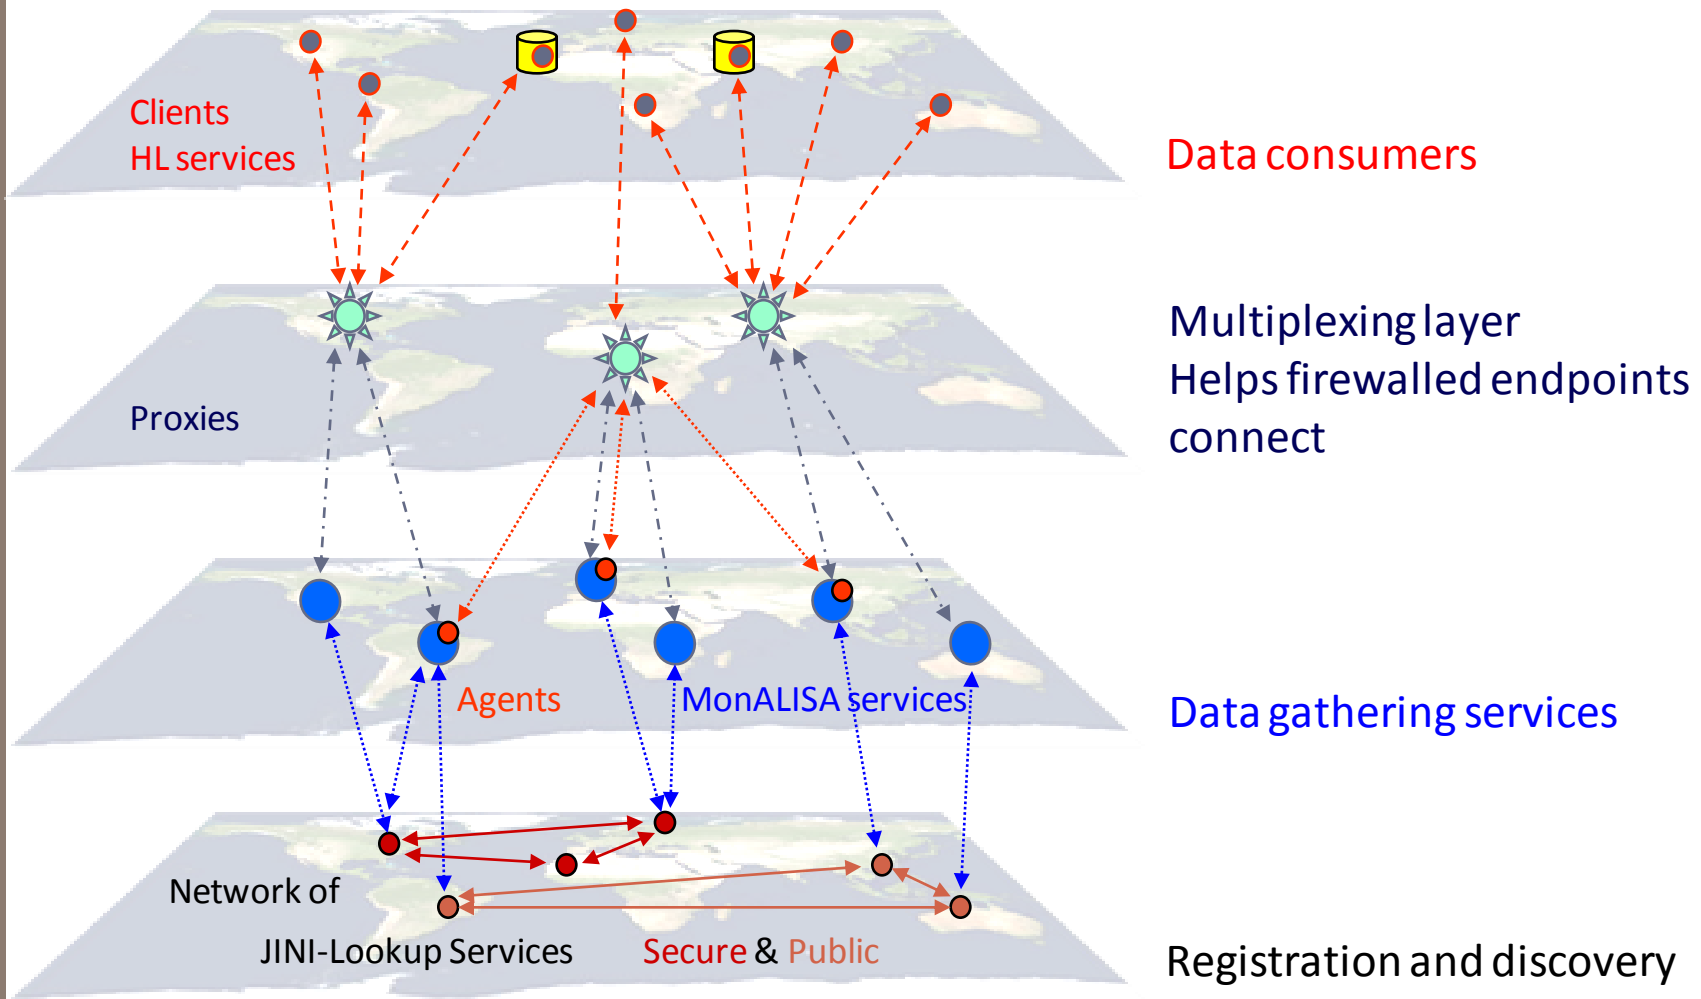 Clients
HL services
Data consumers
Multiplexing layer
Helps firewalled endpoints
connect
Proxies
Agents
MonALISA services
Data gathering services
Network of
JINI-Lookup Services
Secure & Public
Registration and discovery